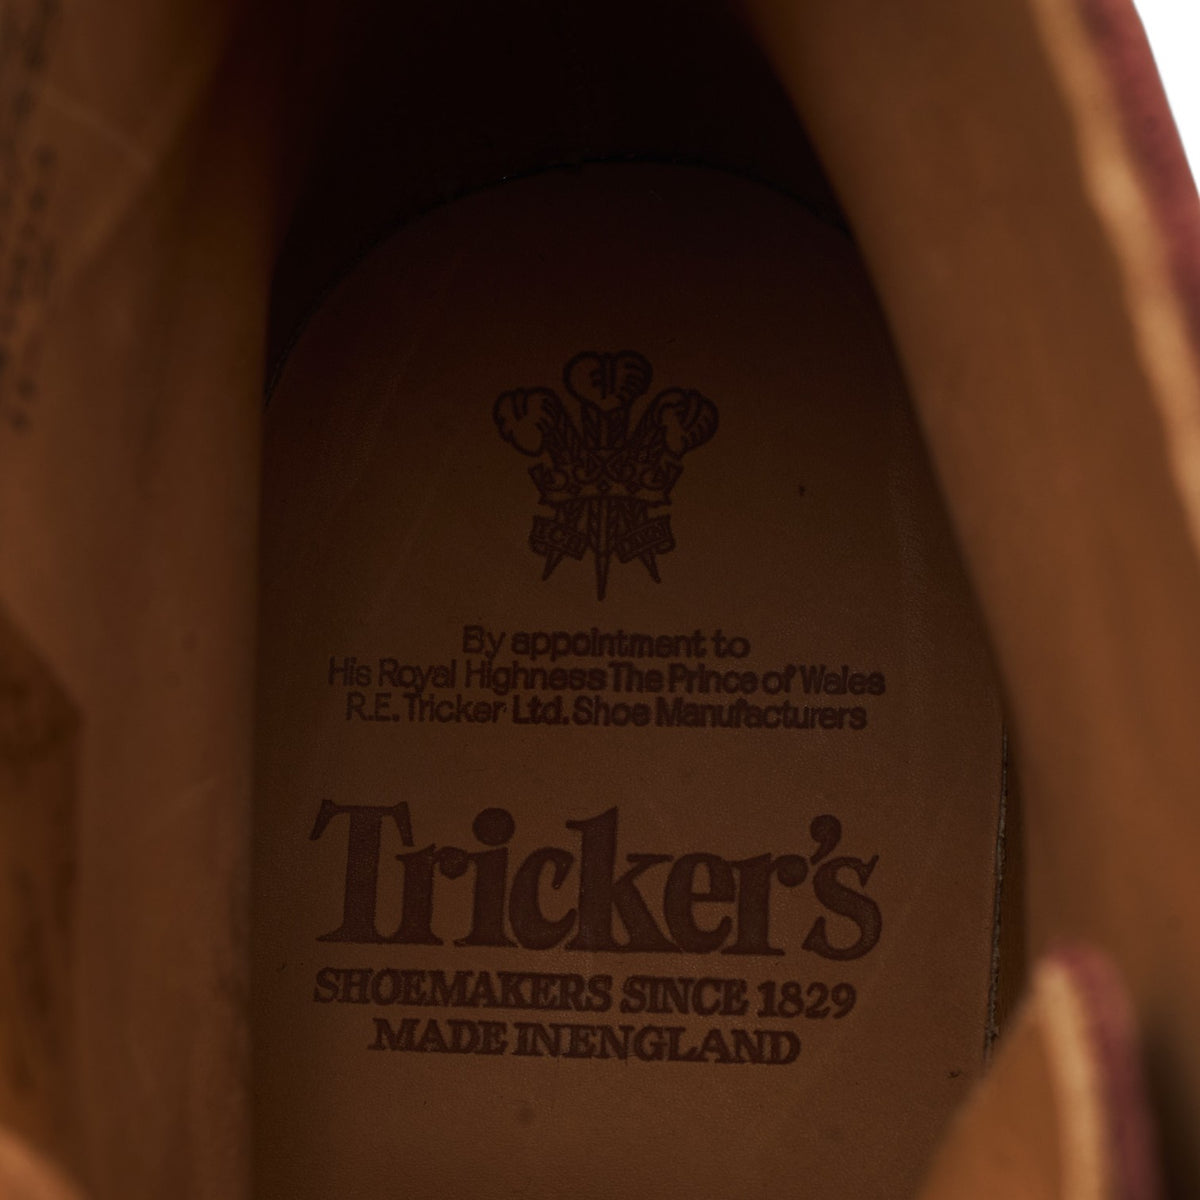 By appointment to
His Royal Highness The Prince of Wales
R.E. Tricker Ltd. Shoe Manufacturers
Tricker's
SHOEMAKERS SINCE 1829
MADE IN ENGLAND